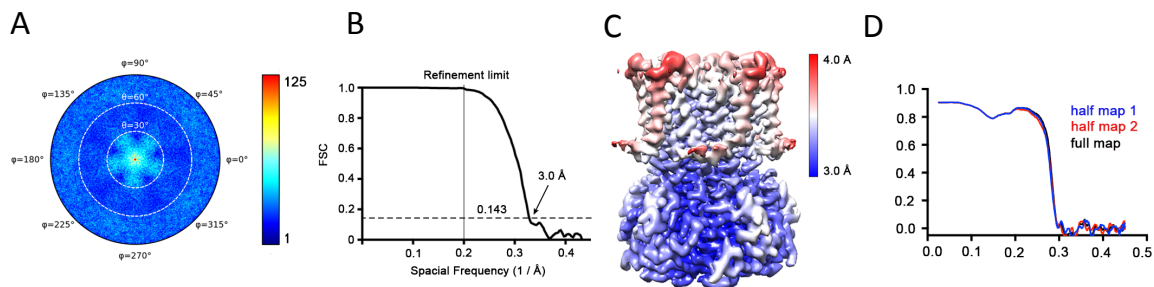 A
φ=90°
φ=135°
φ=45°
θ=60°
θ=30°
φ=180°
φ=0°
φ=225°
φ=315°
φ=270°
125
1
B
Refinement limit
FSC
1.0
0.8
0.6
0.4
0.2
0
3.0 Å
0.143
0.1
0.2
0.3
0.4
Spacial Frequency (1 / Å)
C
4.0 Å
3.0 Å
D
1.0
0.8
0.6
0.4
0.2
0.0
half map 1
half map 2
full map
0.0
0.1
0.2
0.3
0.4
0.5